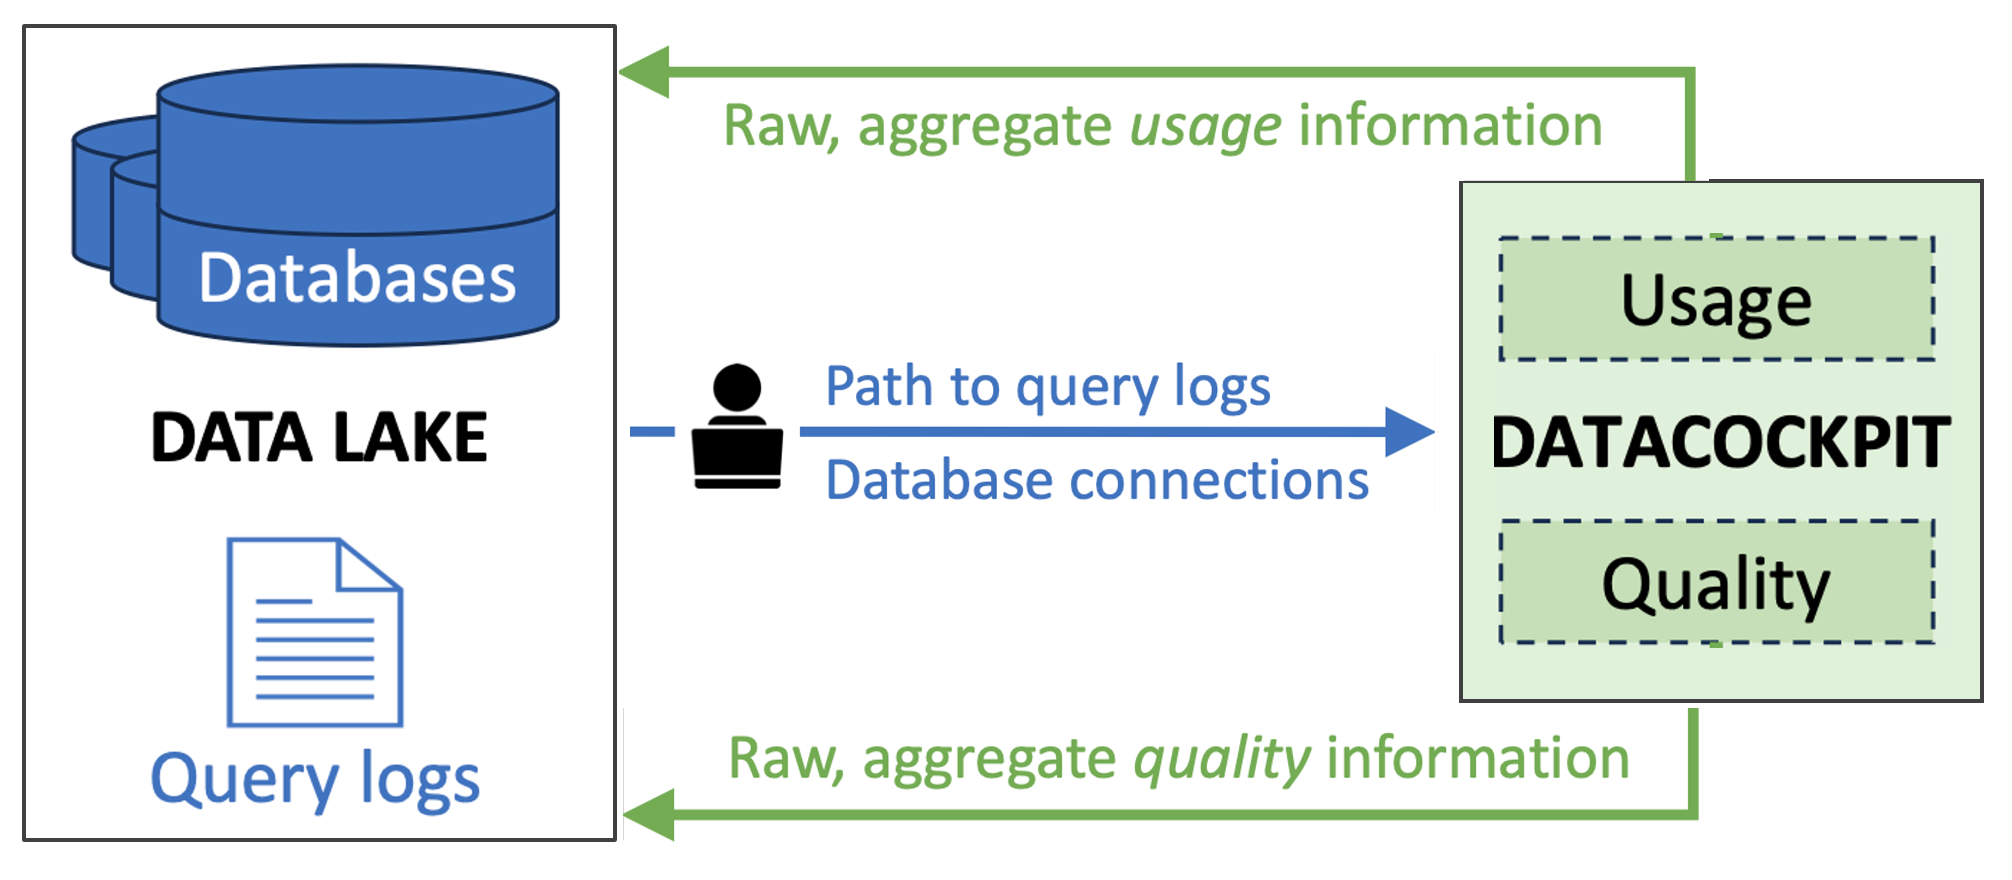 Databases
DATA LAKE
Query logs
Raw, aggregate usage information
Path to query logs
Database connections
Raw, aggregate quality information
Usage
DATACOCKPIT
Quality